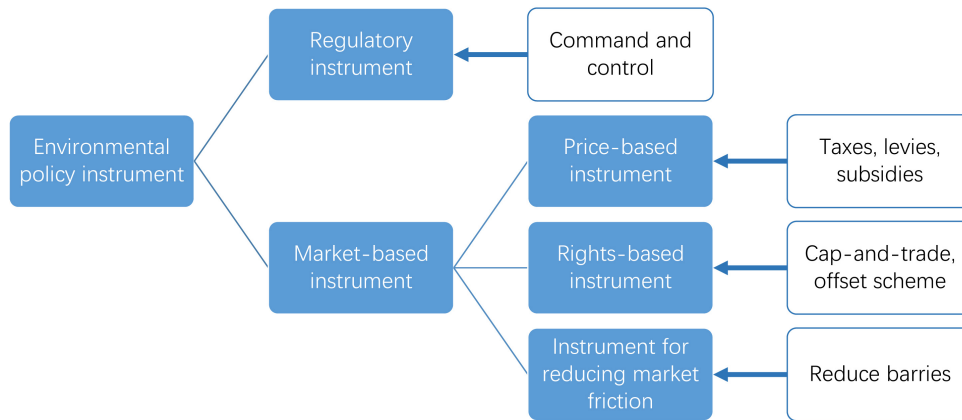 Regulatory
instrument
Command and
control
Environmental
policy instrument
Price-based
instrument
Taxes, levies,
subsidies
Market-based
instrument
Rights-based
instrument
Cap-and-trade,
offset scheme
Instrument for
reducing market
friction
Reduce barries